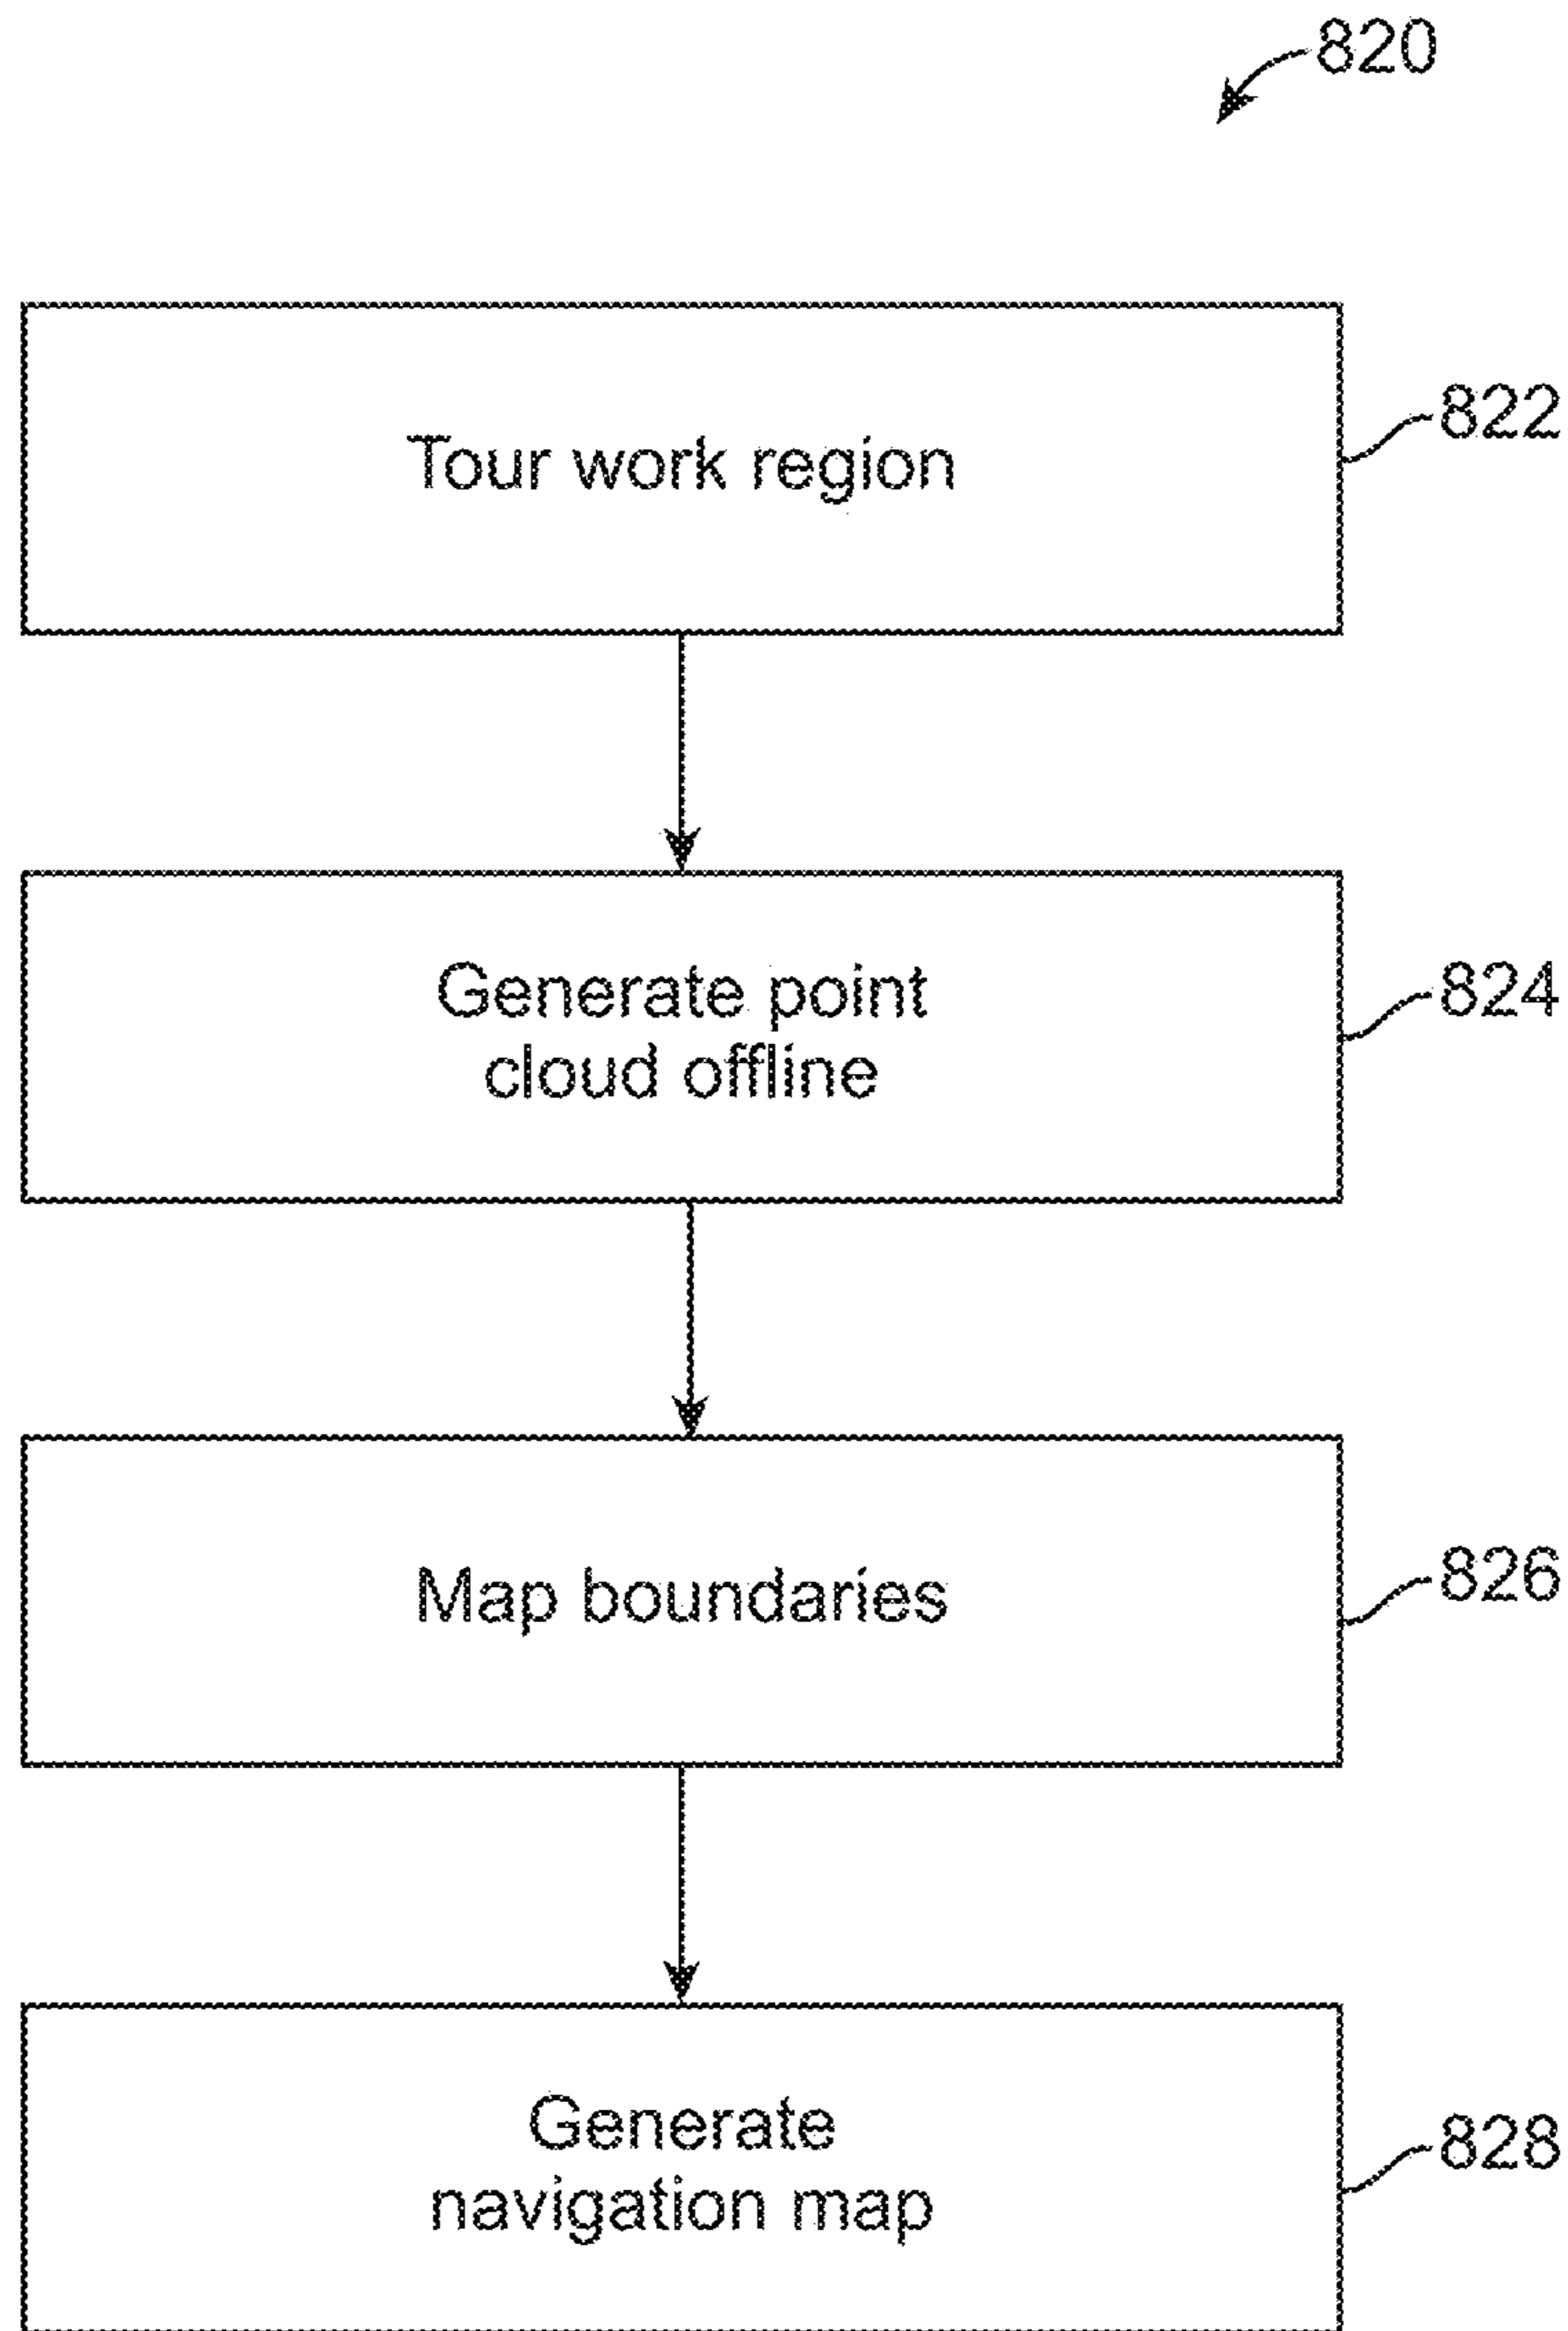 820
Tour work region
822
Generate point
cloud offline
824
Map boundaries
826
Generate
navigation map
828